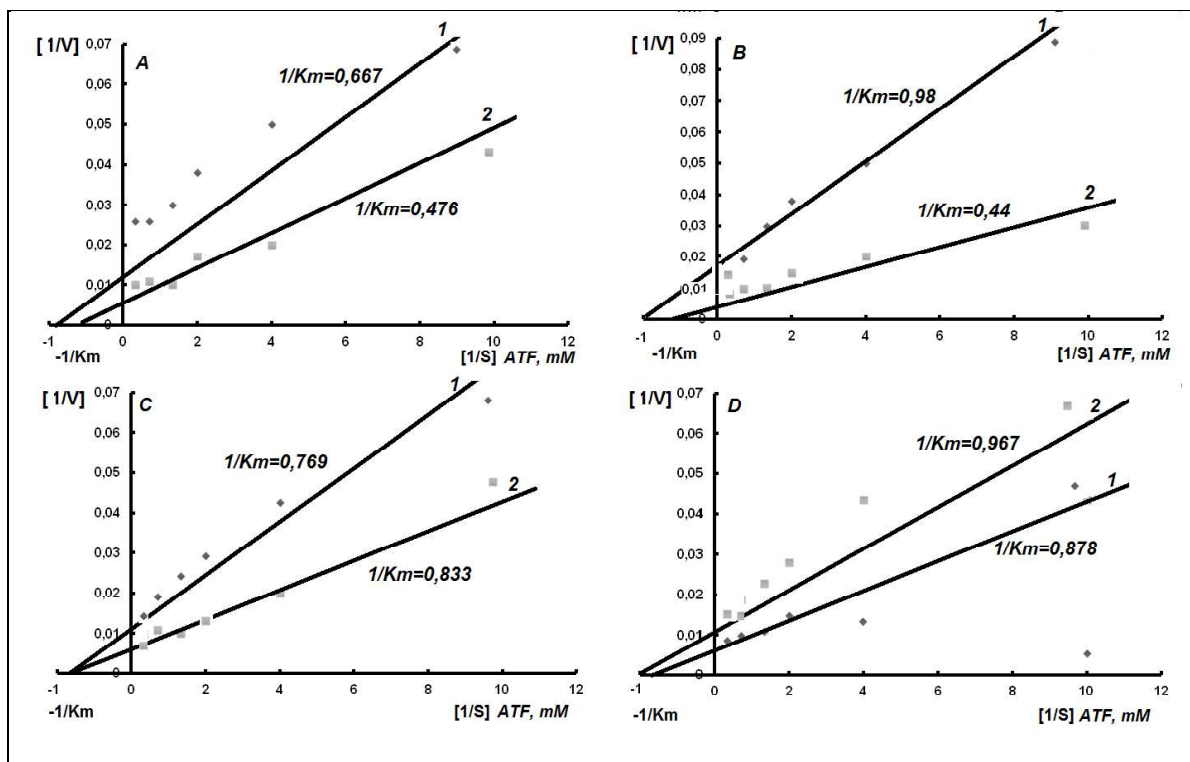 [ 1/V]
A
0,07
0,06
0,05
0,04
0,03
0,02
0,01
0
1
1/Km=0,667
2
1/Km=0,476
0 2 4 6 8 10 12
-1/Km
[1/S] ATF, mM
[ 1/V]
B
0,09
0,08
0,07
0,06
0,05
0,04
0,03
0,02
0,01
0
1
1/Km=0,98
2
1/Km=0,44
-1 0 2 4 6 8 10 12
-1/Km
[1/S] ATF, mM
[ 1/V]
C
0,07
0,06
0,05
0,04
0,03
0,02
0,01
0
1
1/Km=0,769
2
1/Km=0,833
-1 0 2 4 6 8 10 12
-1/Km
[1/S] ATF, mM
[ 1/V]
D
0,07
0,06
0,05
0,04
0,03
0,02
0,01
0
2
1/Km=0,967
1
1/Km=0,878
-1 0 2 4 6 8 10 12
-1/Km
[1/S] ATF, mM